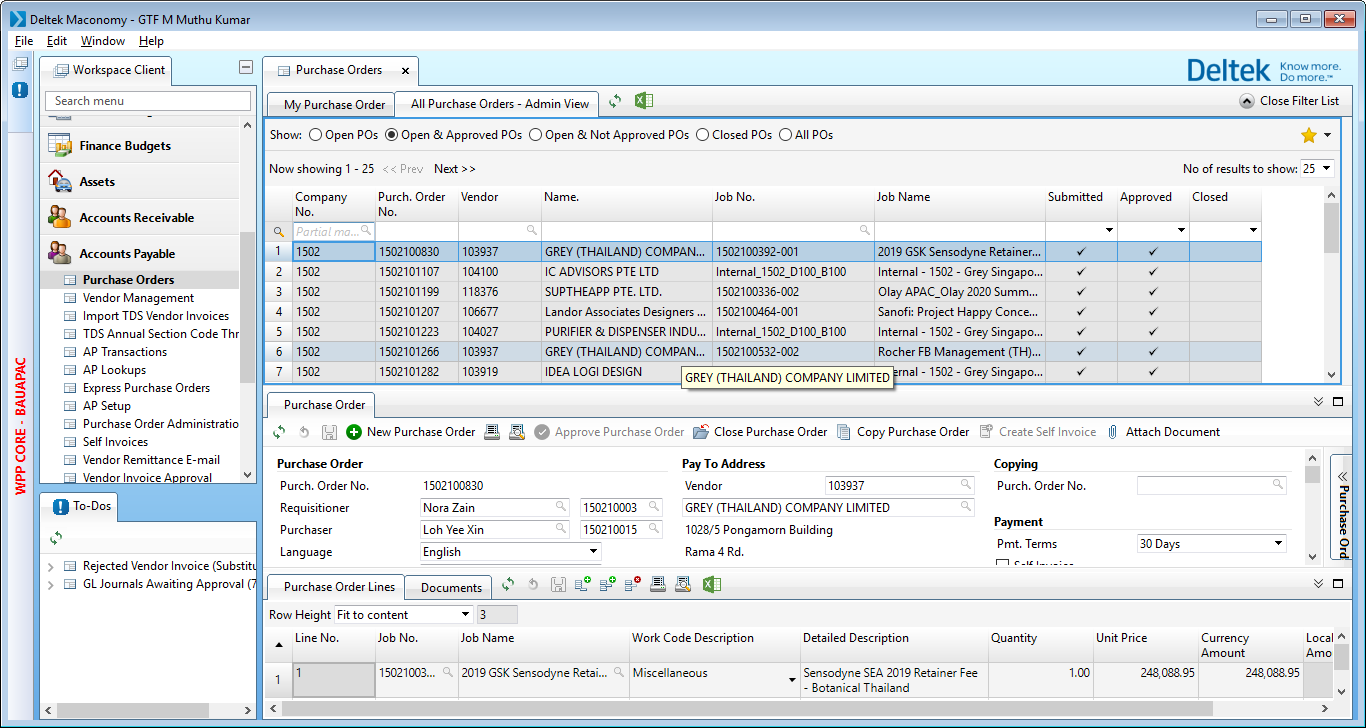 Deltek Maconomy - GTF M Muthu Kumar
File Edit Window Help
Workspace Client
Search menu
Finance Budgets
Assets
Accounts Receivable
Accounts Payable
Purchase Orders
Vendor Management
Import TDS Vendor Invoices
TDS Annual Section Code Thr
AP Transactions
AP Lookups
Express Purchase Orders
AP Setup
Purchase Order Administratio
Self Invoices
Vendor Remittance E-mail
Vendor Invoice Approval
WPP CORE - BAUAPAC
To-Dos
Rejected Vendor Invoice (Substitu
GL Journals Awaiting Approval (7
Purchase Orders x
Deltek Know more.
Do more.™
My Purchase Order All Purchase Orders - Admin View Close Filter List
Show: Open POs Open & Approved POs Open & Not Approved POs Closed POs All POs
Now showing 1 - 25 << Prev Next >> No of results to show: 25
Company No. Purch. Order No. Vendor Name. Job No. Job Name Submitted Approved Closed
Partial ma...
1 1502 1502100830 103937 GREY (THAILAND) COMPAN... 1502100392-001 2019 GSK Sensodyne Retainer... ✓ ✓
2 1502 1502101107 104100 IC ADVISORS PTE LTD Internal_1502_D100_B100 Internal - 1502 - Grey Singapo... ✓ ✓
3 1502 1502101199 118376 SUPTHEAPP PTE. LTD. 1502100336-002 Olay APAC_Olay 2020 Summ... ✓ ✓
4 1502 1502101207 106677 Landor Associates Designers ... 1502100464-001 Sanofi: Project Happy Conce... ✓ ✓
5 1502 1502101223 104027 PURIFIER & DISPENSER INDU... Internal_1502_D100_B100 Internal - 1502 - Grey Singapo... ✓ ✓
6 1502 1502101266 103937 GREY (THAILAND) COMPAN... 1502100532-002 Rocher FB Management (TH)... ✓ ✓
7 1502 1502101282 103919 IDEA LOGI DESIGN ernal - 1502 - Grey Singapo... ✓ ✓
GREY (THAILAND) COMPANY LIMITED
Purchase Order
New Purchase Order Approve Purchase Order Close Purchase Order Copy Purchase Order Create Self Invoice Attach Document
Purchase Order Pay To Address Copying
Purch. Order No. 1502100830 Vendor 103937 Purch. Order No.
Requisitioner Nora Zain 150210003 GREY (THAILAND) COMPANY LIMITED
Purchaser Loh Yee Xin 150210015 1028/5 Pongamorn Building Payment
Language English Rama 4 Rd. Pmt. Terms 30 Days
Self Invoice
Purchase Ord
Purchase Order Lines Documents
Row Height Fit to content 3
Line No. Job No. Job Name Work Code Description Detailed Description Quantity Unit Price Currency Amount Local Amo
1 1 15021003... 2019 GSK Sensodyne Retai... Miscellaneous Sensodyne SEA 2019 Retainer Fee 1.00 248,088.95 248,088.95
- Botanical Thailand